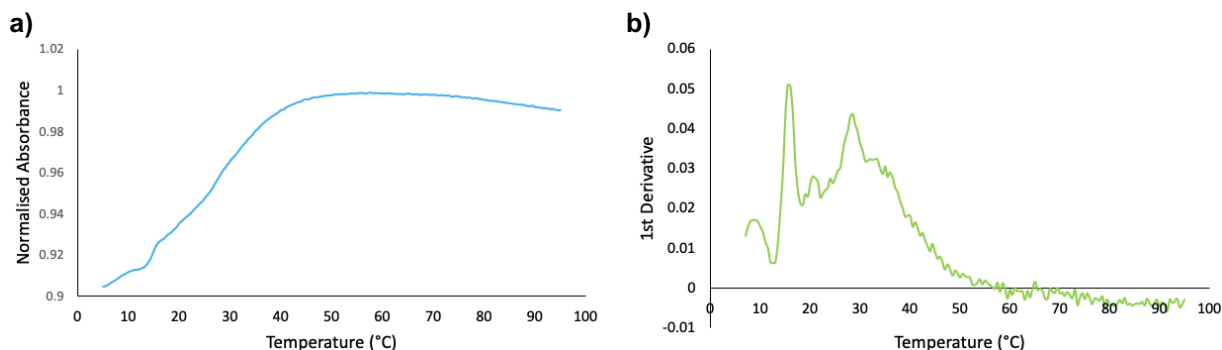 a)
1.02
1
0.98
0.96
0.94
0.92
0.9
Normalised Absorbance
0 10 20 30 40 50 60 70 80 90 100
Temperature (°C)
b)
0.06
0.05
0.04
0.03
0.02
0.01
0
-0.01
1st Derivative
0 10 20 30 40 50 60 70 80 90 100
Temperature (°C)